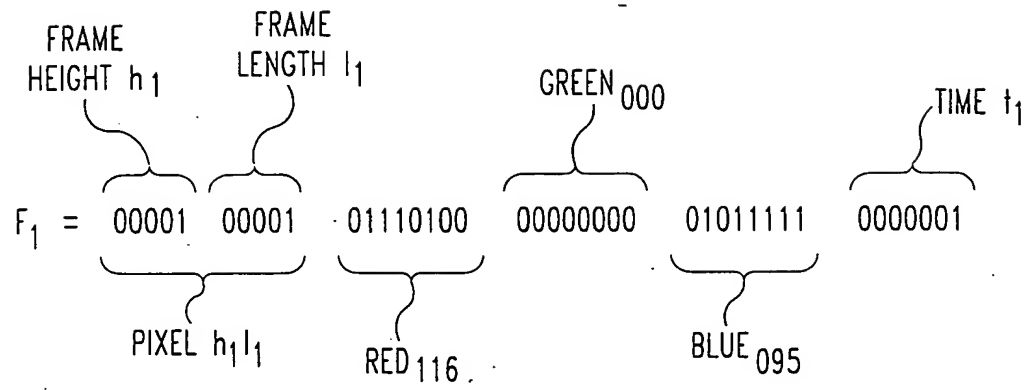 FRAME
HEIGHT h1
FRAME
LENGTH l1
GREEN000
TIME t1
F1 = 00001 00001 01110100 00000000 01011111 0000001
PIXEL h1l1
RED116
BLUE095